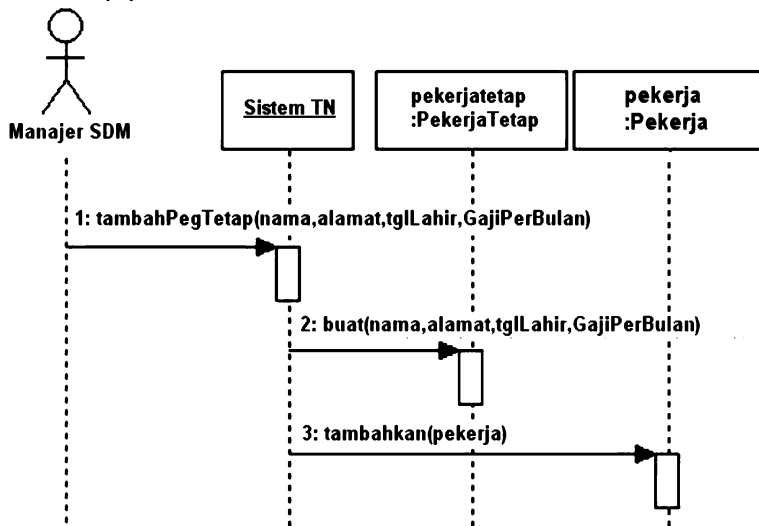 Manajer SDM
Sistem TN
pekerjatetap
:PekerjaTetap
pekerja
:Pekerja
1: tambahPegTetap(nama,alamat,tglLahir,GajiPerBulan)
2: buat(nama,alamat,tglLahir,GajiPerBulan)
3: tambahkan(pekerja)